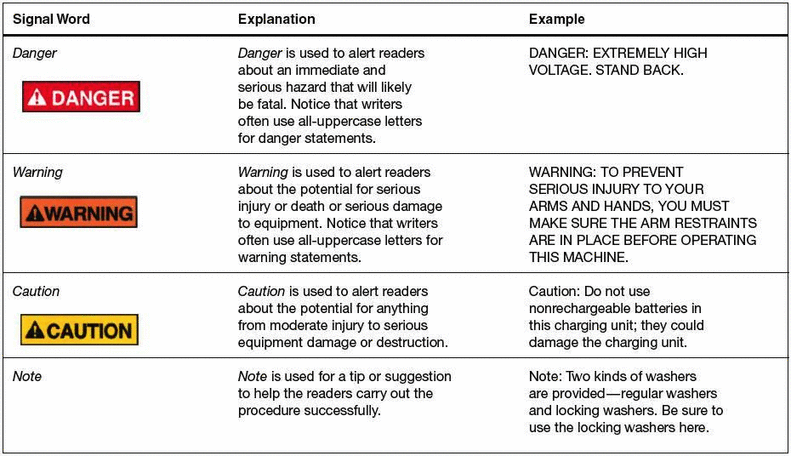 Signal Word
Explanation
Example
Danger
DANGER
Danger is used to alert readers
about an immediate and
serious hazard that will likely
be fatal. Notice that writers
often use all-uppercase letters
for danger statements.
DANGER: EXTREMELY HIGH
VOLTAGE. STAND BACK.
Warning
WARNING
Warning is used to alert readers
about the potential for serious
injury or death or serious damage
to equipment. Notice that writers
often use all-uppercase letters for
warning statements.
WARNING: TO PREVENT
SERIOUS INJURY TO YOUR
ARMS AND HANDS, YOU MUST
MAKE SURE THE ARM RESTRAINTS
ARE IN PLACE BEFORE OPERATING
THIS MACHINE.
Caution
CAUTION
Caution is used to alert readers
about the potential for anything
from moderate injury to serious
equipment damage or destruction.
Caution: Do not use
nonrechargeable batteries in
this charging unit; they could
damage the charging unit.
Note
Note is used for a tip or suggestion
to help the readers carry out the
procedure successfully.
Note: Two kinds of washers
are provided—regular washers
and locking washers. Be sure to
use the locking washers here.